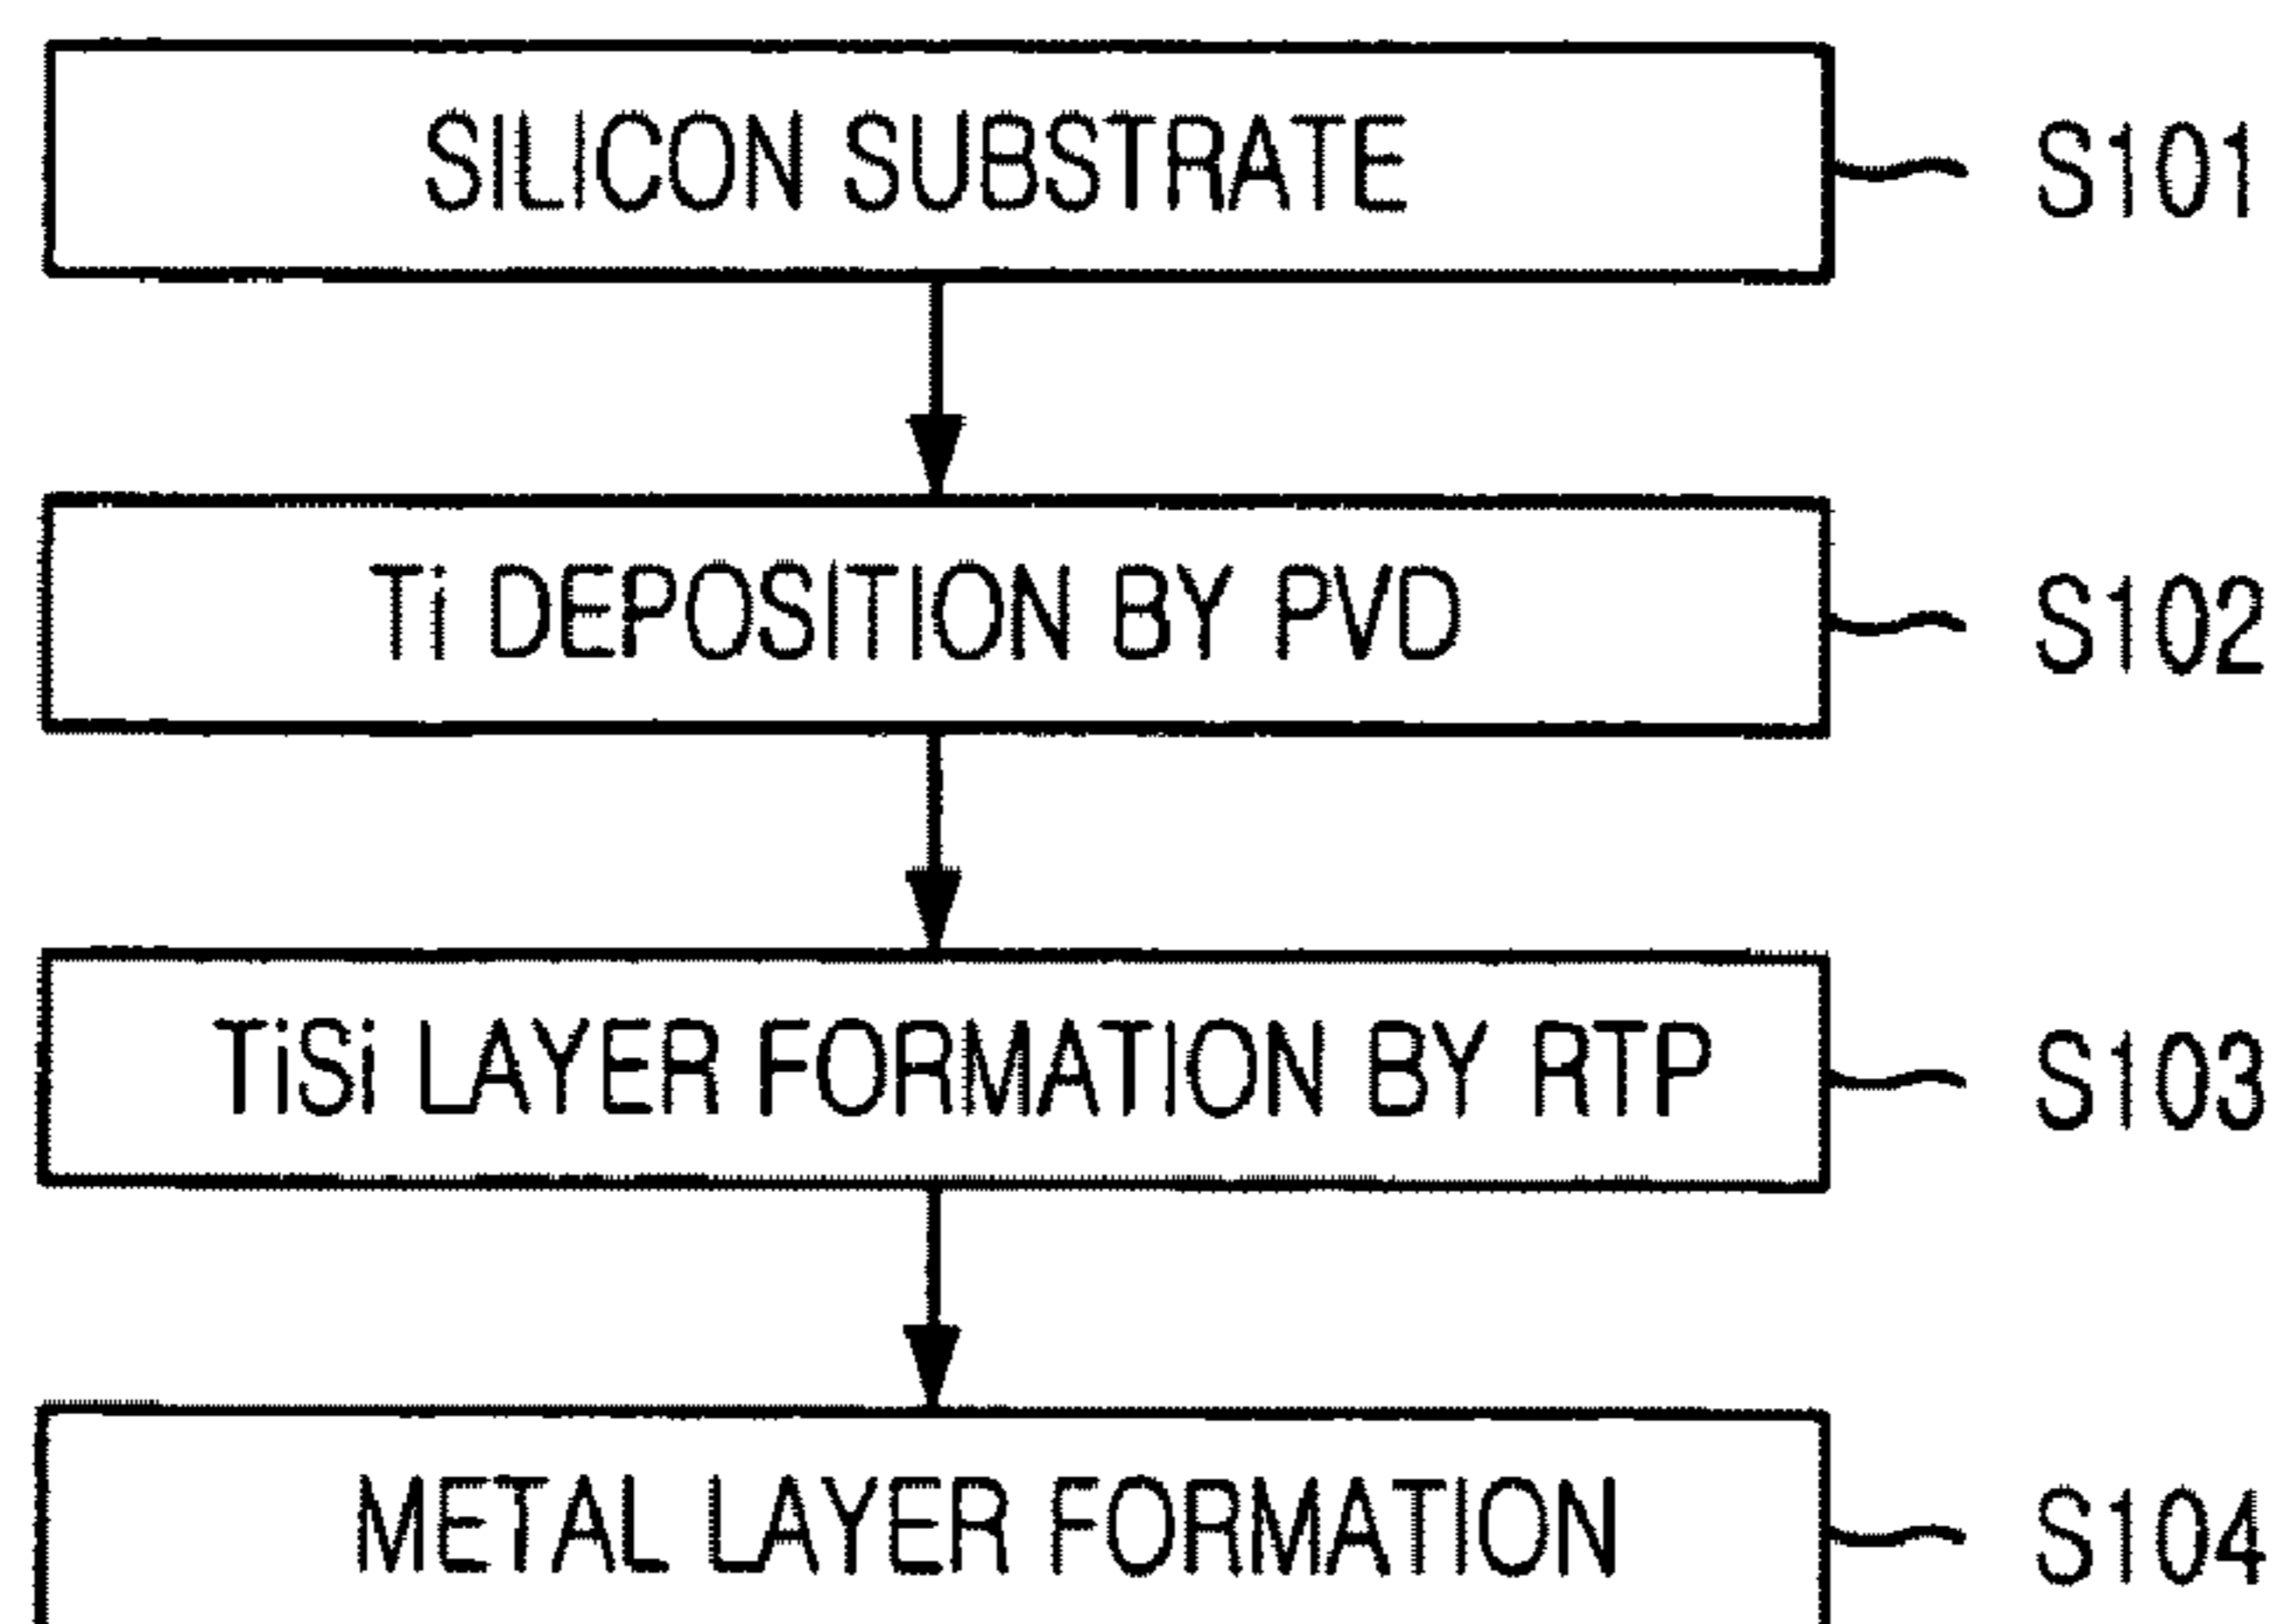 SILICON SUBSTRATE S101
Ti DEPOSITION BY PVD S102
TiSi LAYER FORMATION BY RTP S103
METAL LAYER FORMATION S104